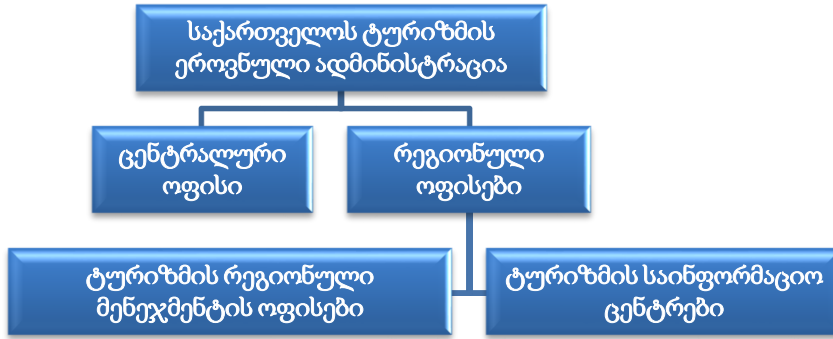 საქართველოს ტურიზმის
ეროვნული ადმინისტრაცია
ცენტრალური
ოფისი
რეგიონული
ოფისები
ტურიზმის რეგიონული
მენეჯმენტის ოფისები
ტურიზმის საინფორმაციო
ცენტრები